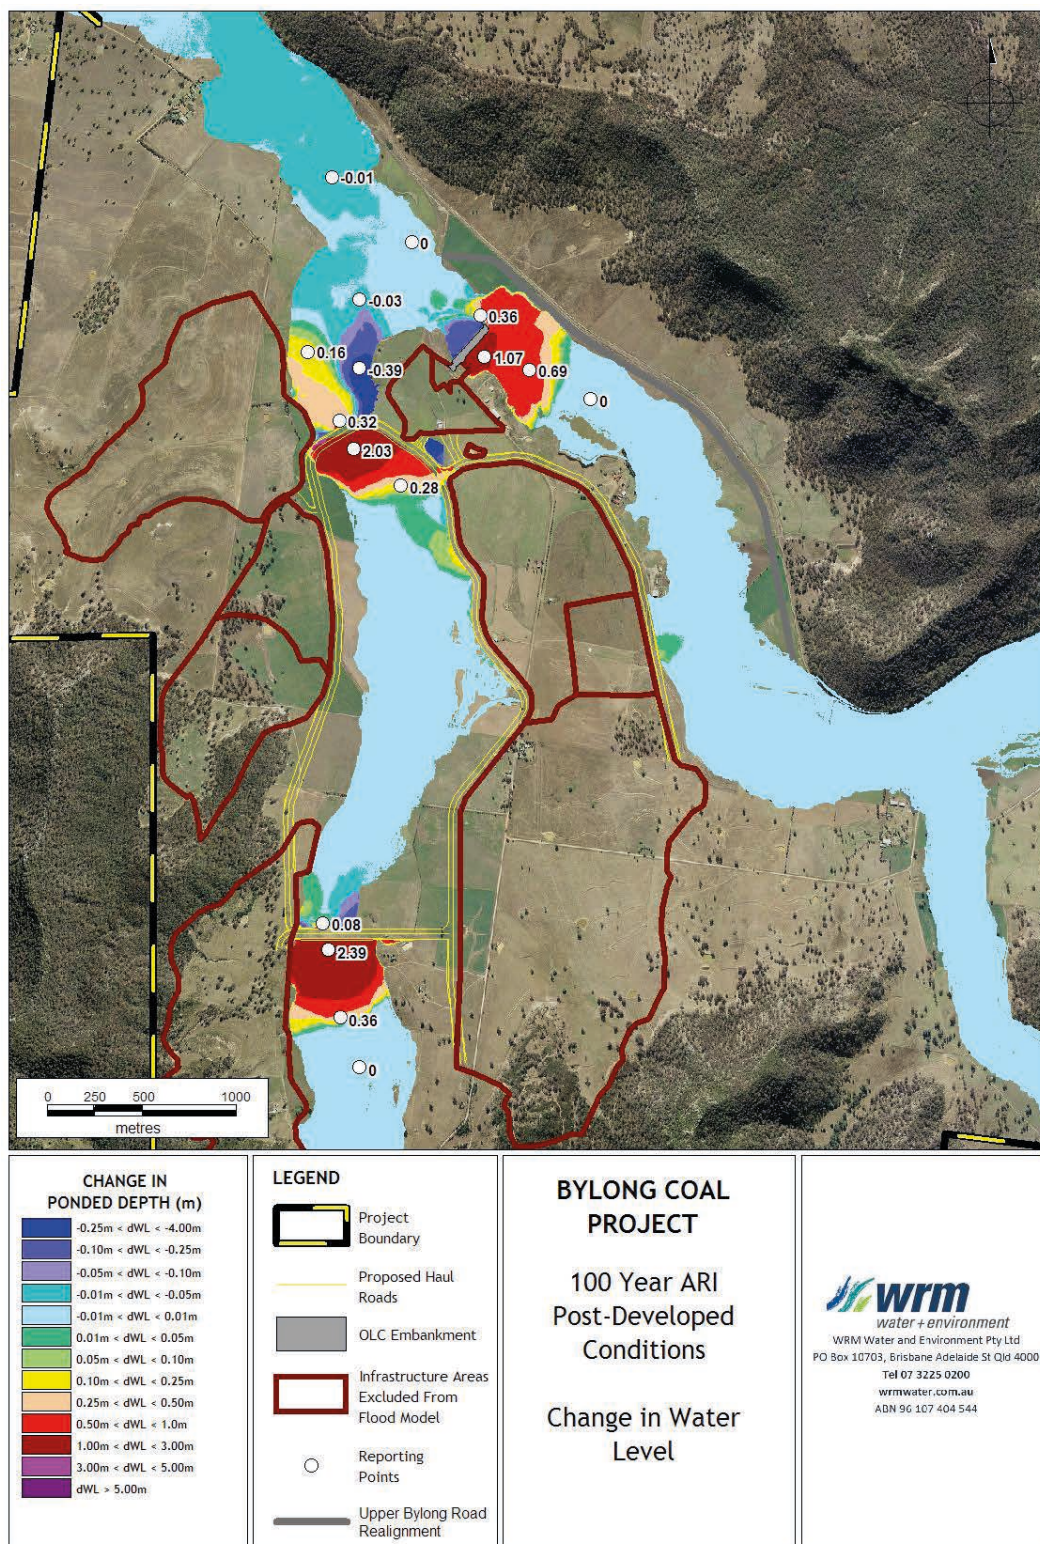 -0.01
0
-0.03
0.36
0.16
1.07
-0.39
0.69
0
0.32
2.03
0.28
0.08
2.39
0.36
0
0 250 500 1000
metres
CHANGE IN
PONDED DEPTH (m)
-0.25m < dWL < -4.00m
-0.10m < dWL < -0.25m
-0.05m < dWL < -0.10m
-0.01m < dWL < -0.05m
-0.01m < dWL < 0.01m
0.01m < dWL < 0.05m
0.05m < dWL < 0.10m
0.10m < dWL < 0.25m
0.25m < dWL < 0.50m
0.50m < dWL < 1.0m
1.00m < dWL < 3.00m
3.00m < dWL < 5.00m
dWL > 5.00m
LEGEND
Project
Boundary
Proposed Haul
Roads
OLC Embankment
Infrastructure Areas
Excluded From
Flood Model
Reporting
Points
Upper Bylong Road
Realignment
BYLONG COAL
PROJECT
100 Year ARI
Post-Developed
Conditions
Change in Water
Level
wrm
water + environment
WRM Water and Environment Pty Ltd
PO Box 10703, Brisbane Adelaide St Qld 4000
Tel 07 3225 0200
wrmwater.com.au
ABN 96 107 404 544